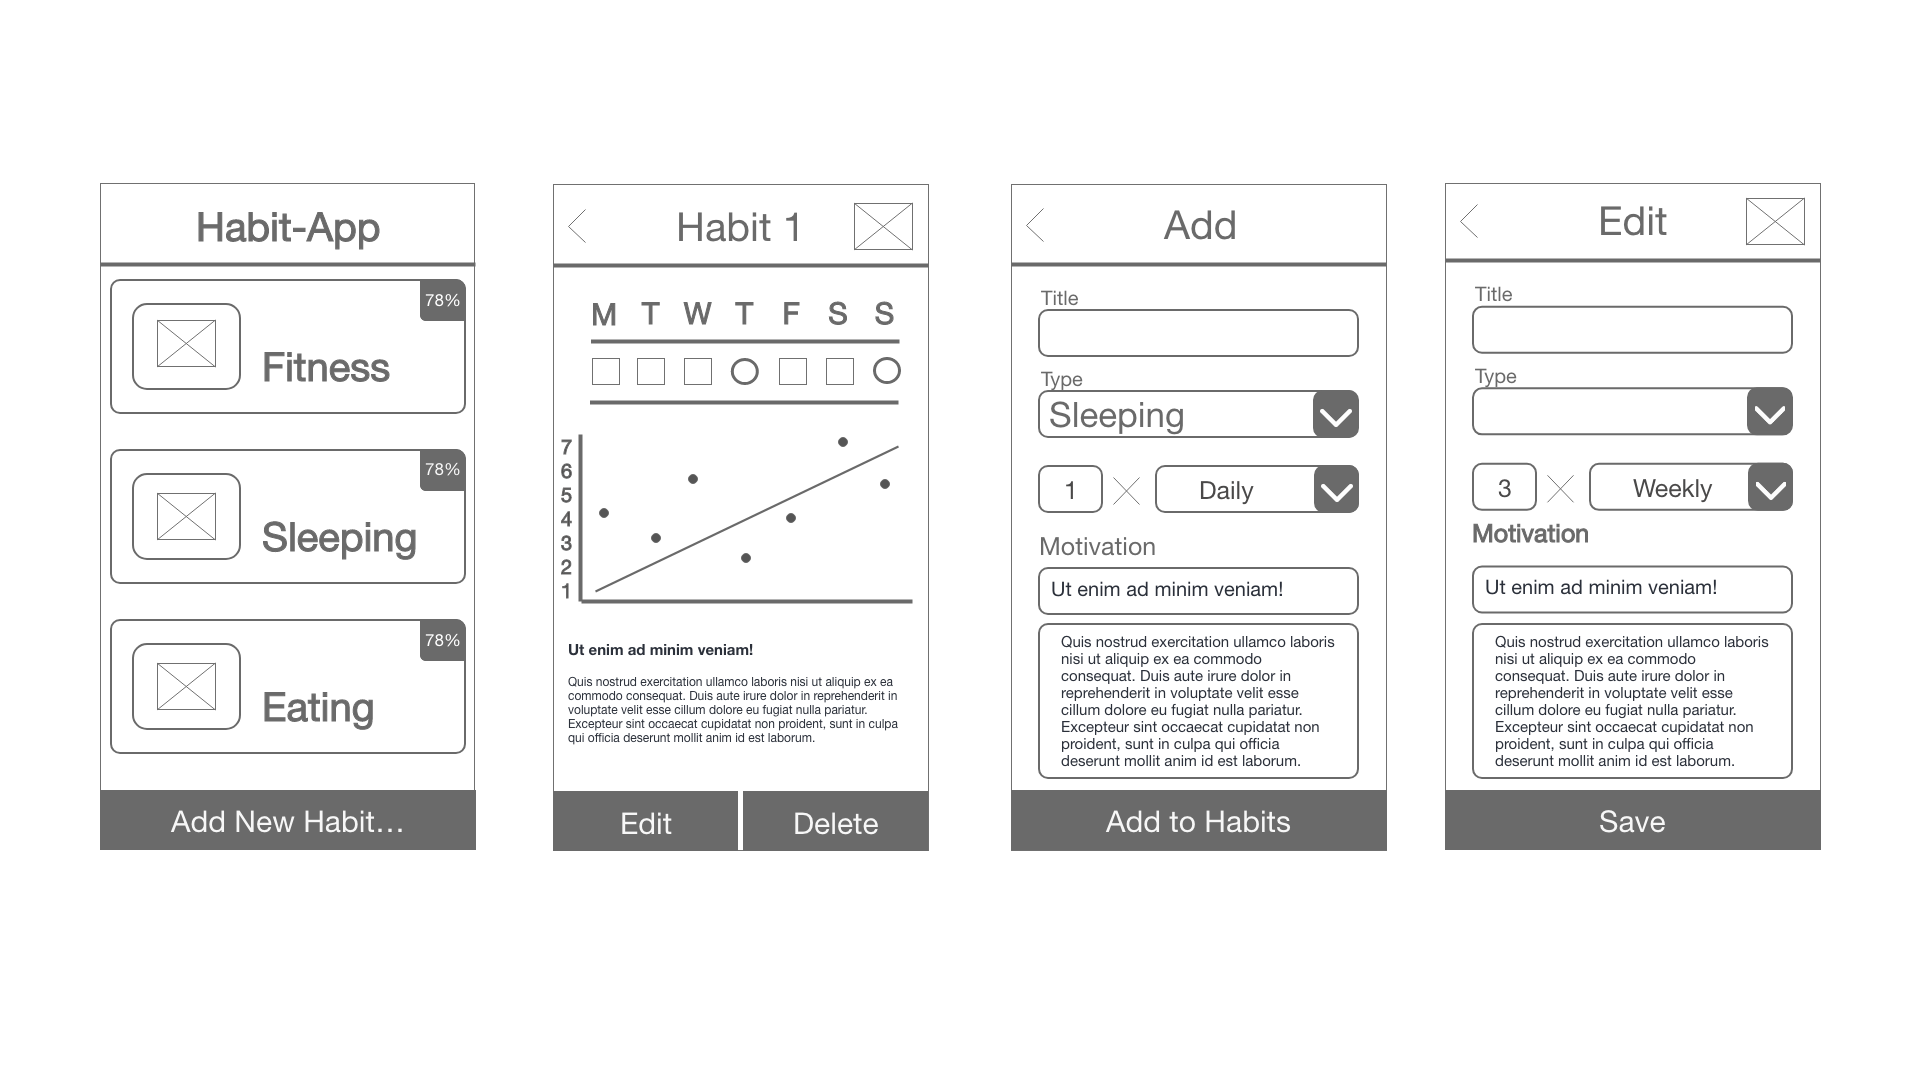 Habit-App
78%
Fitness
78%
Sleeping
78%
Eating
Add New Habit...
Habit 1
M T W T F S S
7
6
5
4
3
2
1
Ut enim ad minim veniam!
Quis nostrud exercitation ullamco laboris nisi ut aliquip ex ea
commodo consequat. Duis aute irure dolor in reprehenderit in
voluptate velit esse cillum dolore eu fugiat nulla pariatur.
Excepteur sint occaecat cupidatat non proident, sunt in culpa
qui officia deserunt mollit anim id est laborum.
Edit
Delete
Add
Title
Type
Sleeping
1
Daily
Motivation
Ut enim ad minim veniam!
Quis nostrud exercitation ullamco laboris
nisi ut aliquip ex ea commodo
consequat. Duis aute irure dolor in
reprehenderit in voluptate velit esse
cillum dolore eu fugiat nulla pariatur.
Excepteur sint occaecat cupidatat non
proident, sunt in culpa qui officia
deserunt mollit anim id est laborum.
Add to Habits
Edit
Title
Type
3
Weekly
Motivation
Ut enim ad minim veniam!
Quis nostrud exercitation ullamco laboris
nisi ut aliquip ex ea commodo
consequat. Duis aute irure dolor in
reprehenderit in voluptate velit esse
cillum dolore eu fugiat nulla pariatur.
Excepteur sint occaecat cupidatat non
proident, sunt in culpa qui officia
deserunt mollit anim id est laborum.
Save